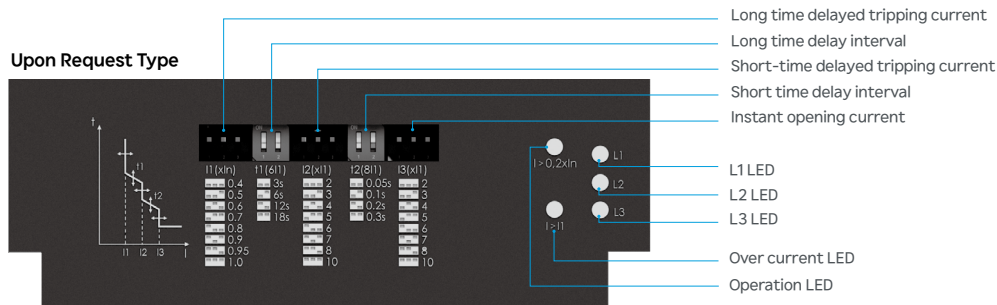 Long time delayed tripping current
Long time delay interval
Upon Request Type
Short-time delayed tripping current
Short time delay interval
Instant opening current
t
t1
t2
I1 I2 I3 I
I1(xIn)
0.4
0.5
0.6
0.7
0.8
0.9
0.95
1.0
1 2
t1(6I1)
3s
6s
12s
18s
I2(xI1)
2
3
4
5
6
7
8
10
1 2
t2(8I1)
0.05s
0.1s
0.2s
0.3s
I3(xI1)
2
3
4
5
6
7
8
10
I>0,2xIn
I>I1
L1
L2
L3
L1 LED
L2 LED
L3 LED
Over current LED
Operation LED